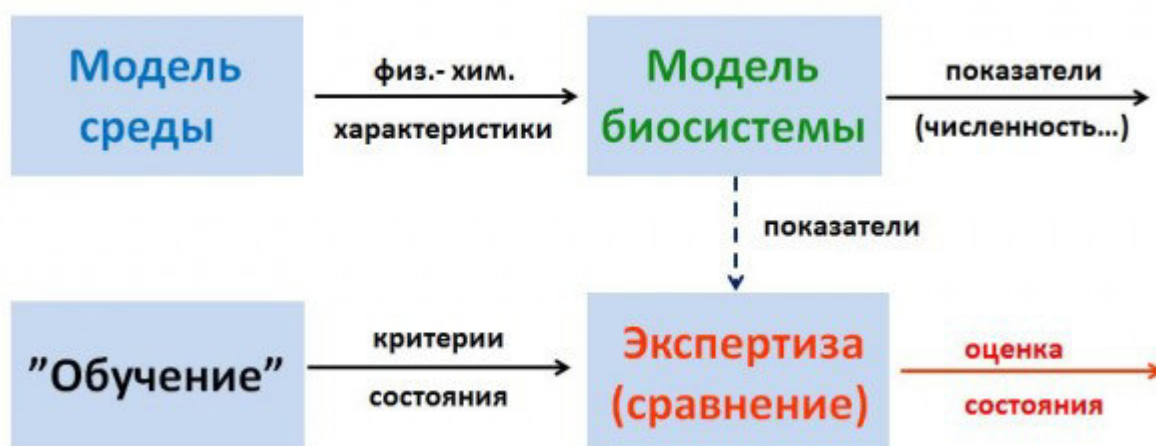 Модель
среды
физ.- хим.
характеристики
Модель
биосистемы
показатели
(численность...)
показатели
”Обучение”
критерии
состояния
Экспертиза
(сравнение)
оценка
состояния